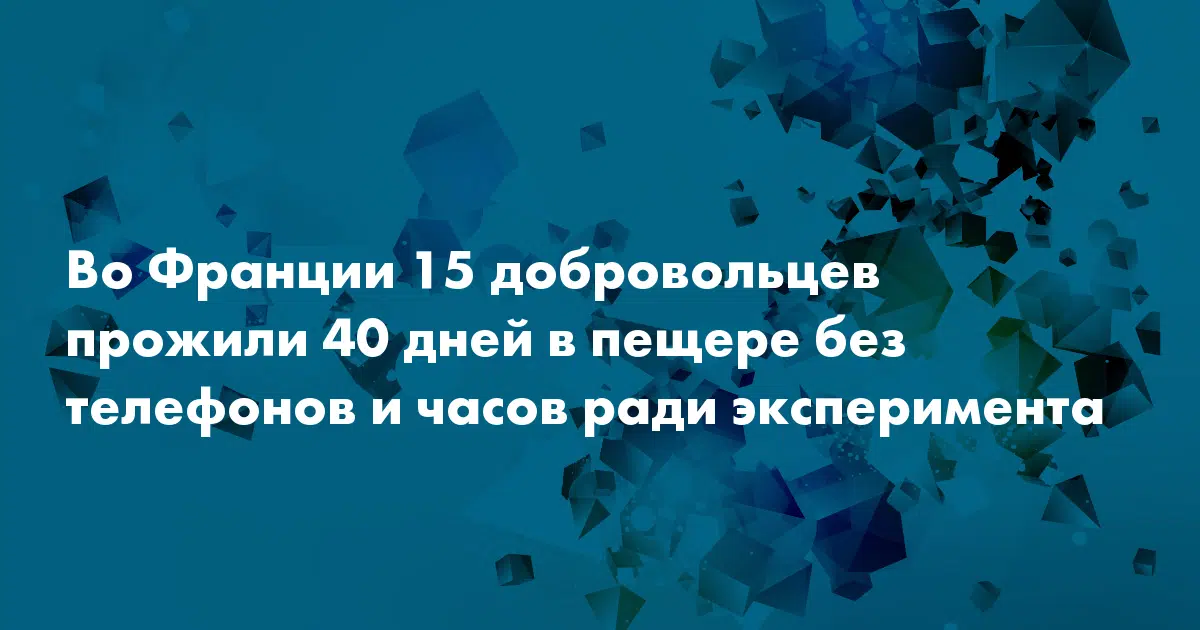 Во Франции 15 добровольцев
прожили 40 дней в пещере без
телефонов и часов ради эксперимента